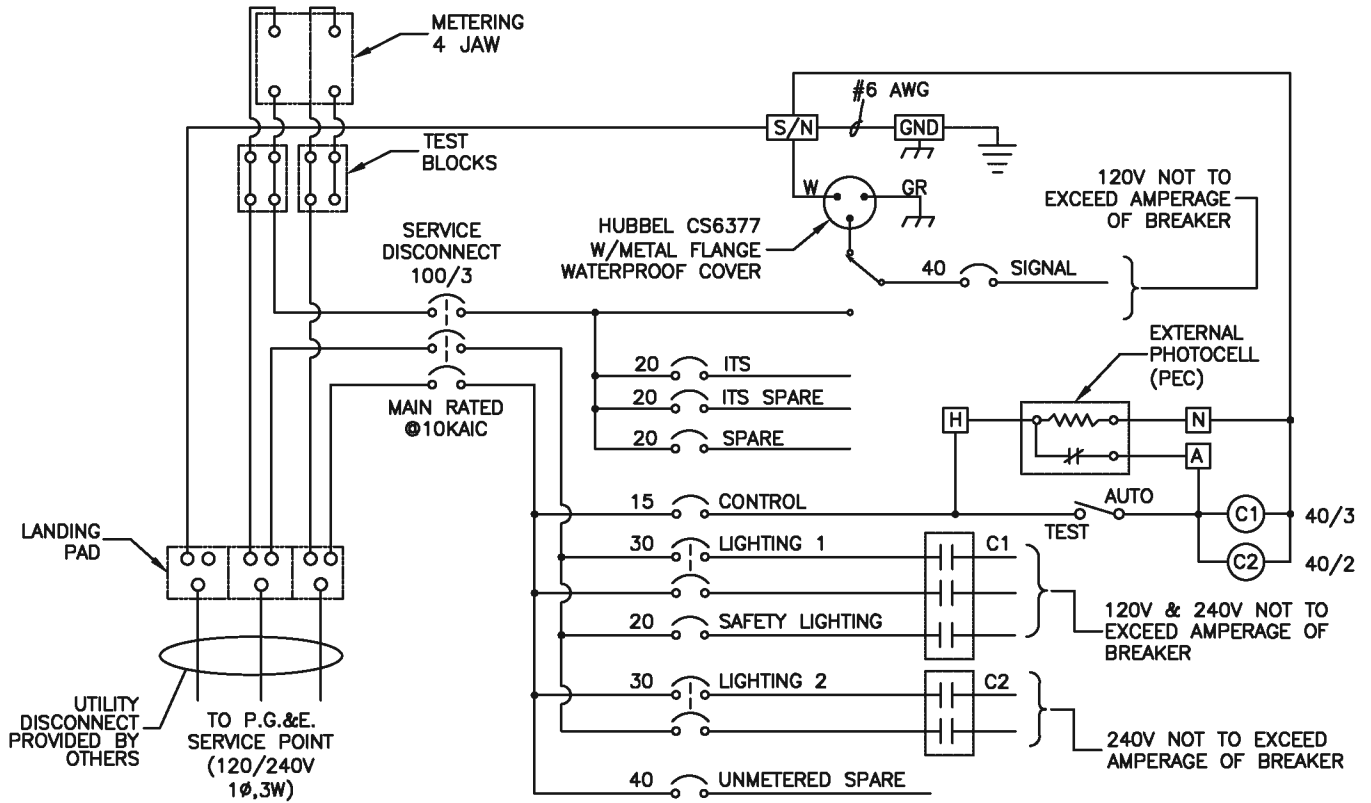 METERING
4 JAW
#6 AWG
S/N
GND
TEST
BLOCKS
W
GR
120V NOT TO
EXCEED AMPERAGE
OF BREAKER
HUBBEL CS6377
W/METAL FLANGE
WATERPROOF COVER
SERVICE
DISCONNECT
100/3
40
SIGNAL
EXTERNAL
PHOTOCELL
(PEC)
20
ITS
20
ITS SPARE
20
SPARE
MAIN RATED
@10KAIC
H
N
A
15
CONTROL
AUTO
TEST
C1
40/3
C2
40/2
LANDING
PAD
30
LIGHTING 1
C1
20
SAFETY LIGHTING
120V & 240V NOT TO
EXCEED AMPERAGE OF
BREAKER
30
LIGHTING 2
C2
240V NOT TO EXCEED
AMPERAGE OF BREAKER
40
UNMETERED SPARE
UTILITY
DISCONNECT
PROVIDED BY
OTHERS
TO P.G.&E.
SERVICE POINT
(120/240V
1ø,3W)